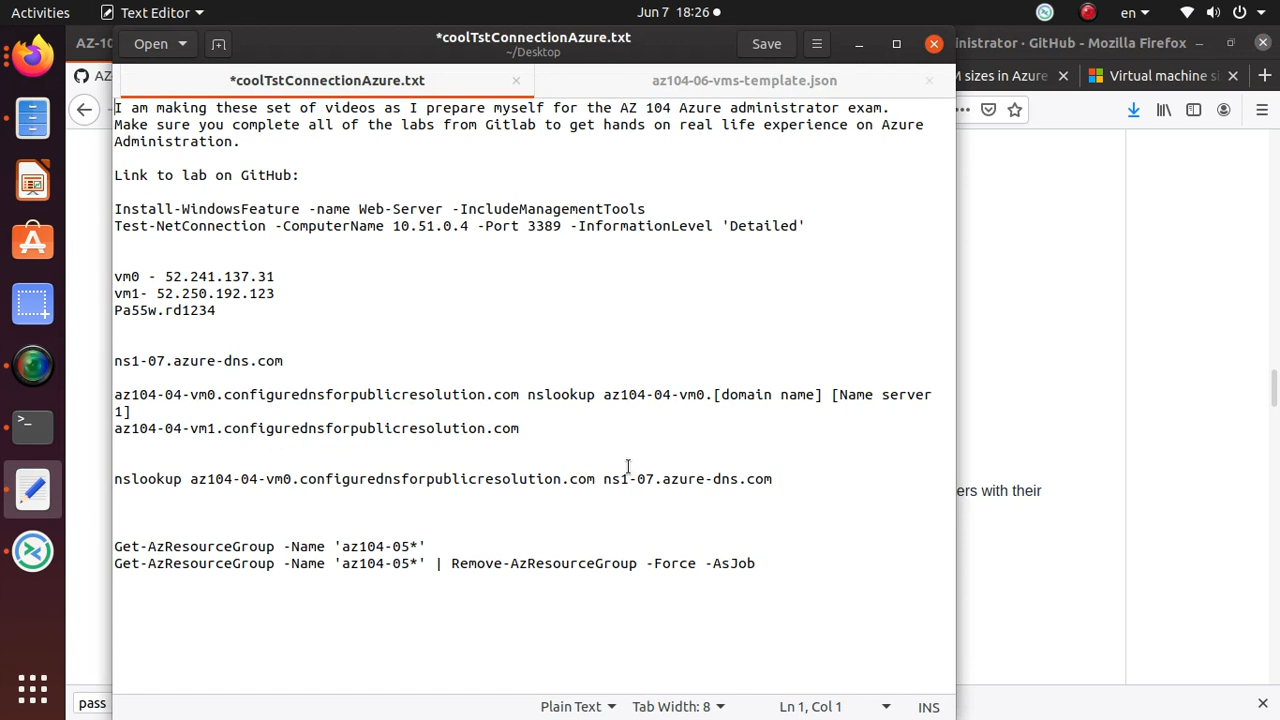 Activities
Text Editor
Jun 7 18:26
en
AZ-10
Open
*coolTstConnectionAzure.txt
~/Desktop
Save
inistrator · GitHub - Mozilla Firefox
*coolTstConnectionAzure.txt
az104-06-vms-template.json
AZ
M sizes in Azure
Virtual machine si
I am making these set of videos as I prepare myself for the AZ 104 Azure administrator exam.
Make sure you complete all of the labs from Gitlab to get hands on real life experience on Azure
Administration.
Link to lab on GitHub:
Install-WindowsFeature -name Web-Server -IncludeManagementTools
Test-NetConnection -ComputerName 10.51.0.4 -Port 3389 -InformationLevel 'Detailed'
vm0 - 52.241.137.31
vm1- 52.250.192.123
Pa55w.rd1234
ns1-07.azure-dns.com
az104-04-vm0.configurednsforpublicresolution.com nslookup az104-04-vm0.[domain name] [Name server
1]
az104-04-vm1.configurednsforpublicresolution.com
nslookup az104-04-vm0.configurednsforpublicresolution.com ns1-07.azure-dns.com
ers with their
Get-AzResourceGroup -Name 'az104-05*'
Get-AzResourceGroup -Name 'az104-05*' | Remove-AzResourceGroup -Force -AsJob
pass
Plain Text
Tab Width: 8
Ln 1, Col 1
INS